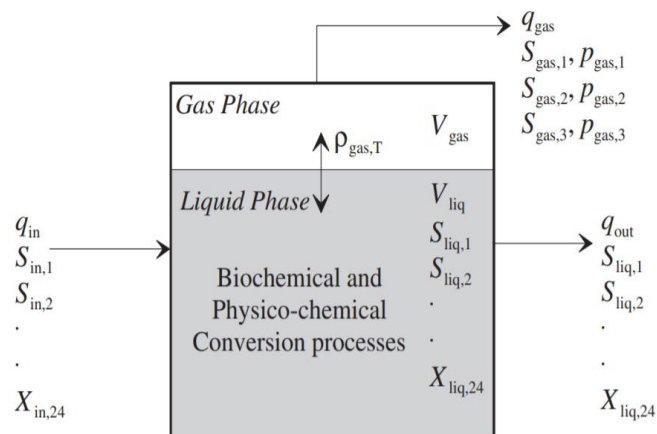 q_gas
S_gas,1, p_gas,1
S_gas,2, p_gas,2
S_gas,3, p_gas,3
Gas Phase
V_gas
ρ_gas,T
Liquid Phase
V_liq
S_liq,1
S_liq,2
.
.
X_liq,24
Biochemical and
Physico-chemical
Conversion processes
q_in
S_in,1
S_in,2
.
.
X_in,24
q_out
S_liq,1
S_liq,2
.
.
X_liq,24